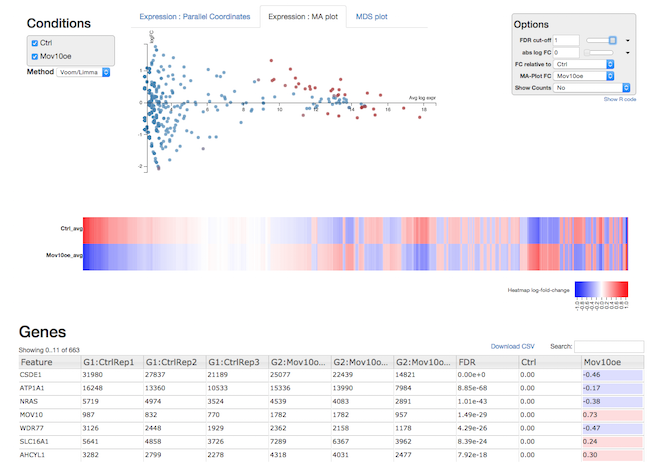 Conditions
Ctrl
Mov10oe
Method Voom/Limma
Expression : Parallel Coordinates Expression : MA plot MDS plot
Options
FDR cut-off 1
abs log FC 0
FC relative to Ctrl
MA-Plot FC Mov10oe
Show Counts No
Show R code
logFC
Avg log expr
Ctrl_avg
Mov10oe_avg
Heatmap log-fold-change
Genes
Showing 0..11 of 663
Download CSV Search:
Feature G1:CtrlRep1 G1:CtrlRep2 G1:CtrlRep3 G2:Mov10o... G2:Mov10o... G2:Mov10o... FDR Ctrl Mov10oe
CSDE1 31980 27837 21189 25077 22439 14821 0.00e+0 0.00 -0.46
ATP1A1 16248 13360 10533 15336 13990 7984 8.85e-68 0.00 -0.17
NRAS 5719 4974 3524 4539 4083 2891 1.01e-43 0.00 -0.38
MOV10 987 832 770 1782 1782 957 1.49e-29 0.00 0.73
WDR77 3126 2448 1929 2362 2158 1178 4.29e-26 0.00 -0.47
SLC16A1 5641 4858 3726 7289 6367 3962 8.39e-24 0.00 0.24
AHCYL1 3282 2799 2278 4318 4031 2477 7.92e-18 0.00 0.30